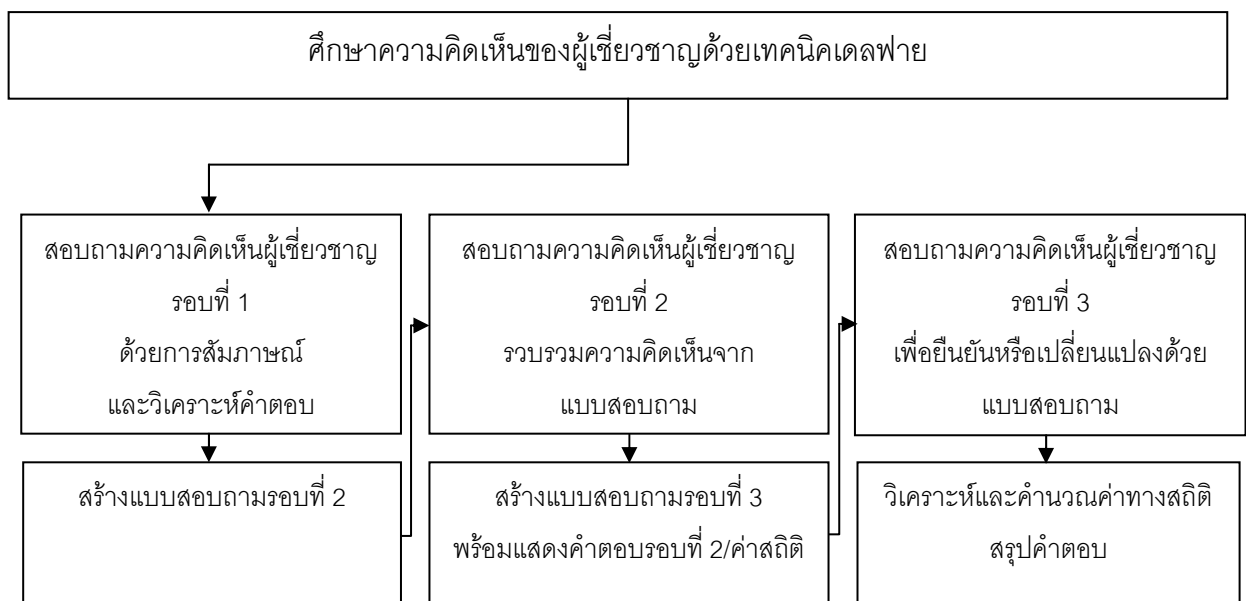 ศึกษาความคิดเห็นของผู้เชี่ยวชาญด้วยเทคนิคเดลฟาย
สอบถามความคิดเห็นผู้เชี่ยวชาญ
รอบที่ 1
ด้วยการสัมภาษณ์
และวิเคราะห์คำตอบ
สร้างแบบสอบถามรอบที่ 2
สอบถามความคิดเห็นผู้เชี่ยวชาญ
รอบที่ 2
รวบรวมความคิดเห็นจาก
แบบสอบถาม
สร้างแบบสอบถามรอบที่ 3
พร้อมแสดงคำตอบรอบที่ 2/ค่าสถิติ
สอบถามความคิดเห็นผู้เชี่ยวชาญ
รอบที่ 3
เพื่อยืนยันหรือเปลี่ยนแปลงด้วย
แบบสอบถาม
วิเคราะห์และคำนวณค่าทางสถิติ
สรุปคำตอบ